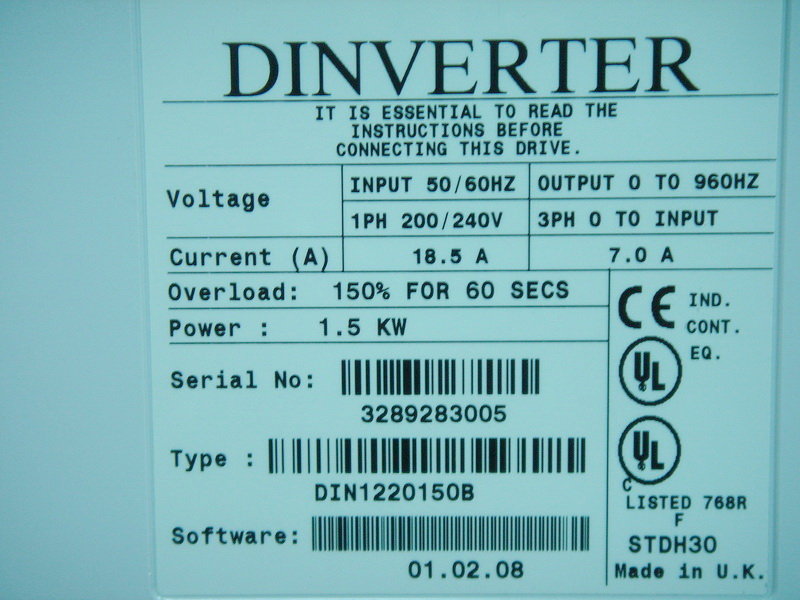 DINVERTER
IT IS ESSENTIAL TO READ THE
INSTRUCTIONS BEFORE
CONNECTING THIS DRIVE.
Voltage
INPUT 50/60HZ
OUTPUT 0 TO 960HZ
1PH 200/240V
3PH 0 TO INPUT
Current (A)
18.5 A
7.0 A
Overload: 150% FOR 60 SECS
Power : 1.5 KW
Serial No:
3289283005
Type :
DIN1220150B
Software:
01.02.08
CE IND.
CONT.
EQ.
UL
UL
C
LISTED 768R
F
STDH30
Made in U.K.